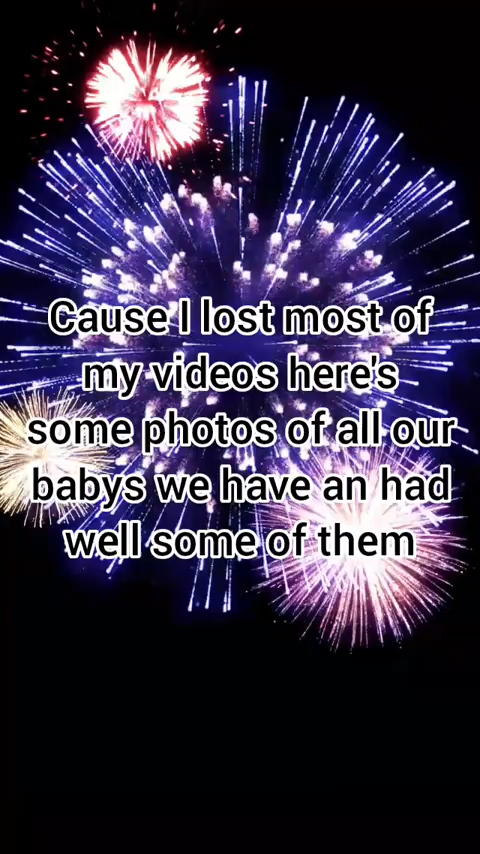 Cause I lost most of
my videos here's
some photos of all our
babys we have an had
well some of them